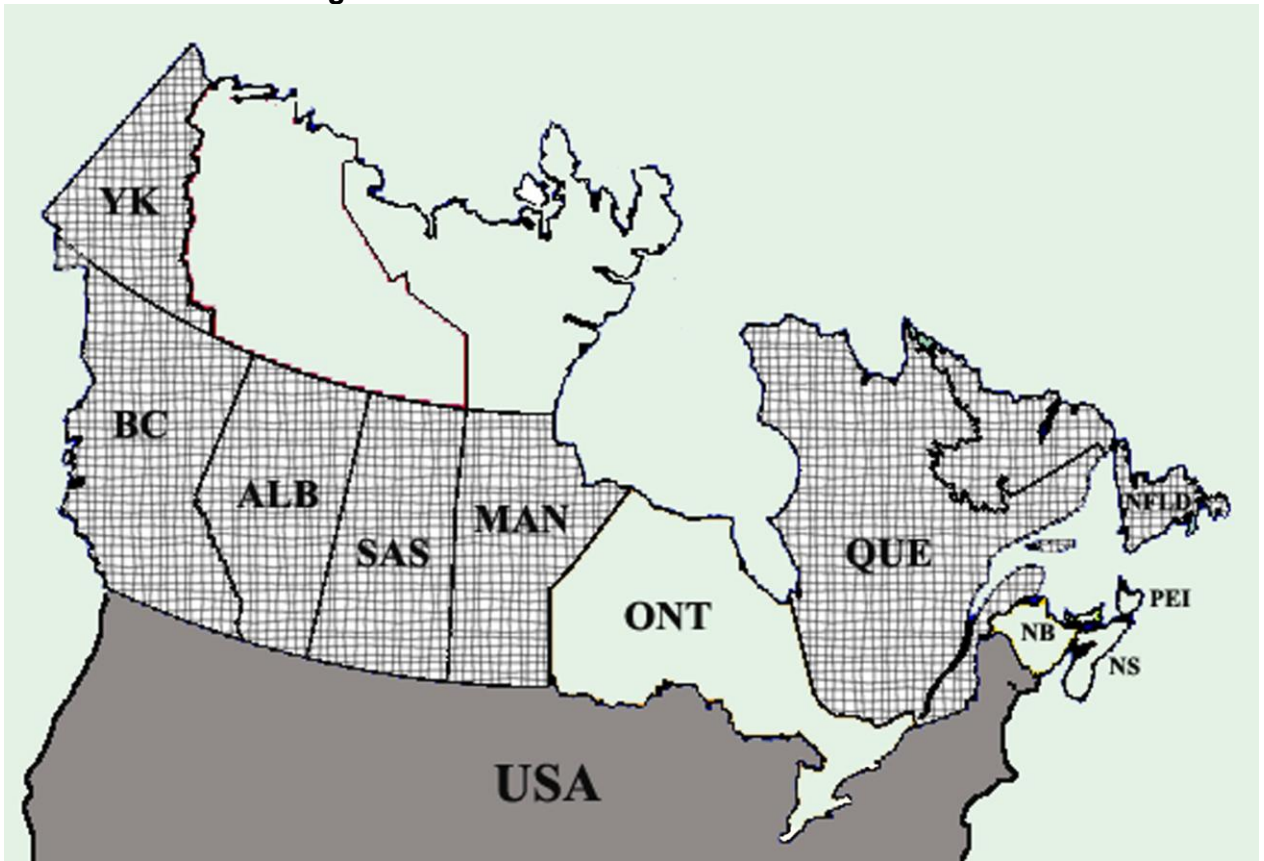 YK
BC
ALB
SAS
MAN
ONT
QUE
NFLD
PEI
NB
NS
USA